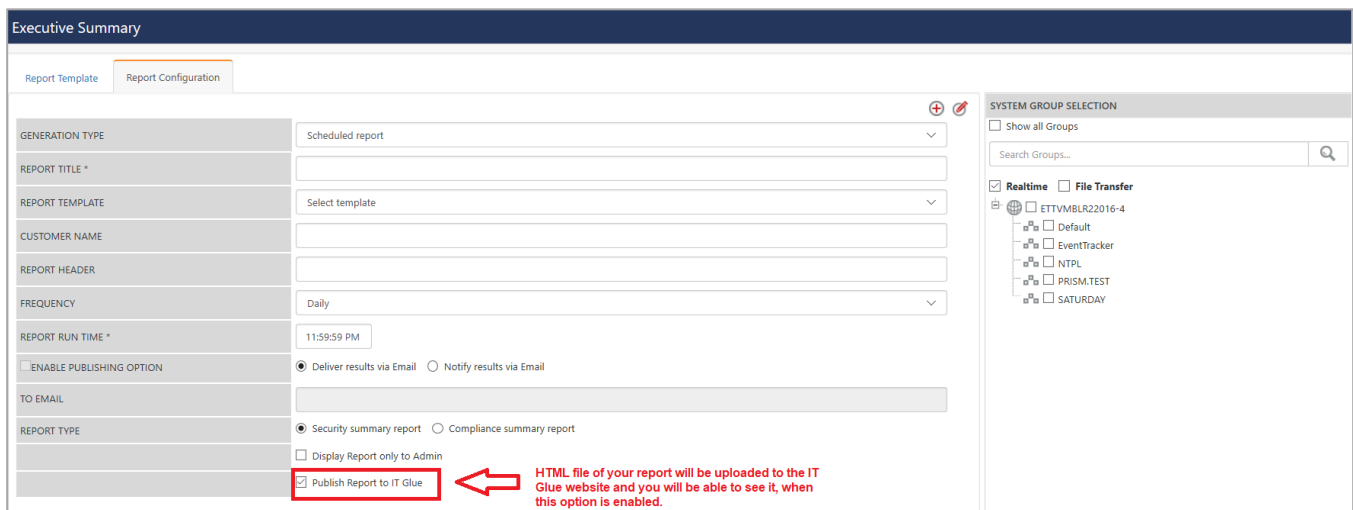 Executive Summary
Report Template
Report Configuration
GENERATION TYPE
Scheduled report
REPORT TITLE *
REPORT TEMPLATE
Select template
CUSTOMER NAME
REPORT HEADER
FREQUENCY
Daily
REPORT RUN TIME *
11:59:59 PM
ENABLE PUBLISHING OPTION
Deliver results via Email
Notify results via Email
TO EMAIL
REPORT TYPE
Security summary report
Compliance summary report
Display Report only to Admin
Publish Report to IT Glue
HTML file of your report will be uploaded to the IT
Glue website and you will be able to see it, when
this option is enabled.
SYSTEM GROUP SELECTION
Show all Groups
Search Groups...
Realtime
File Transfer
ETTVMBLR22016-4
Default
EventTracker
NTPL
PRISM.TEST
SATURDAY